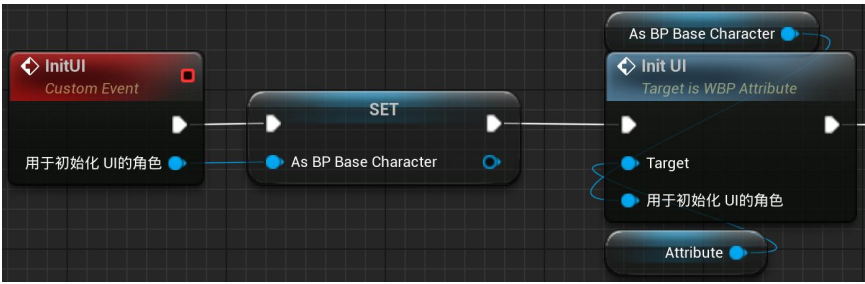 As BP Base Character
InitUI
Custom Event
用于初始化 UI的角色
SET
As BP Base Character
Init UI
Target is WBP Attribute
Target
用于初始化 UI的角色
Attribute